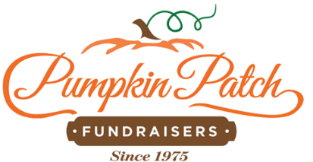 Pumpkin Patch
• FUNDRAISERS •
Since 1975